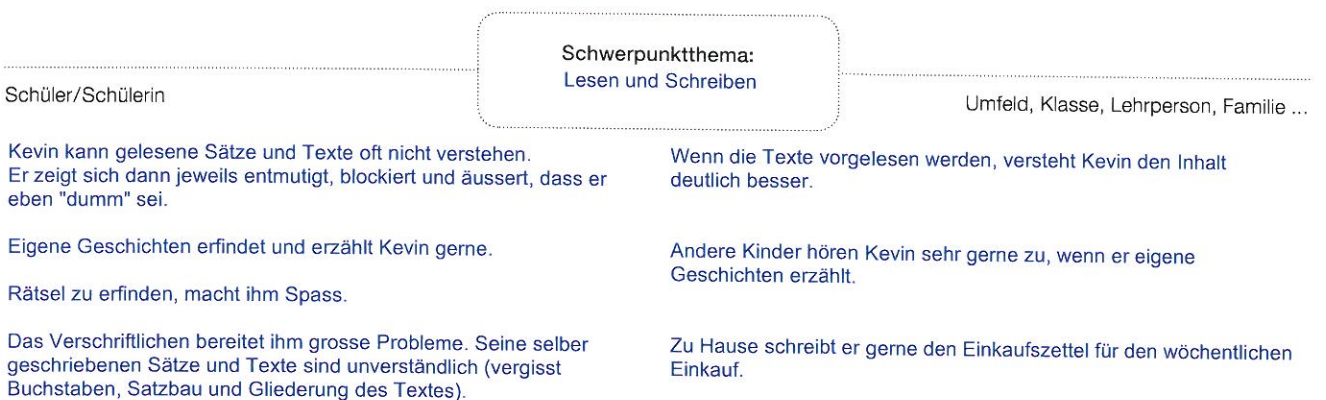 Schwerpunktthema:
Lesen und Schreiben
Schüler/Schülerin
Umfeld, Klasse, Lehrperson, Familie ...
Kevin kann gelesene Sätze und Texte oft nicht verstehen.
Er zeigt sich dann jeweils entmutigt, blockiert und äussert, dass er
eben "dumm" sei.
Wenn die Texte vorgelesen werden, versteht Kevin den Inhalt
deutlich besser.
Eigene Geschichten erfindet und erzählt Kevin gerne.
Andere Kinder hören Kevin sehr gerne zu, wenn er eigene
Geschichten erzählt.
Rätsel zu erfinden, macht ihm Spass.
Das Verschriftlichen bereitet ihm grosse Probleme. Seine selber
geschriebenen Sätze und Texte sind unverständlich (vergisst
Buchstaben, Satzbau und Gliederung des Textes).
Zu Hause schreibt er gerne den Einkaufszettel für den wöchentlichen
Einkauf.